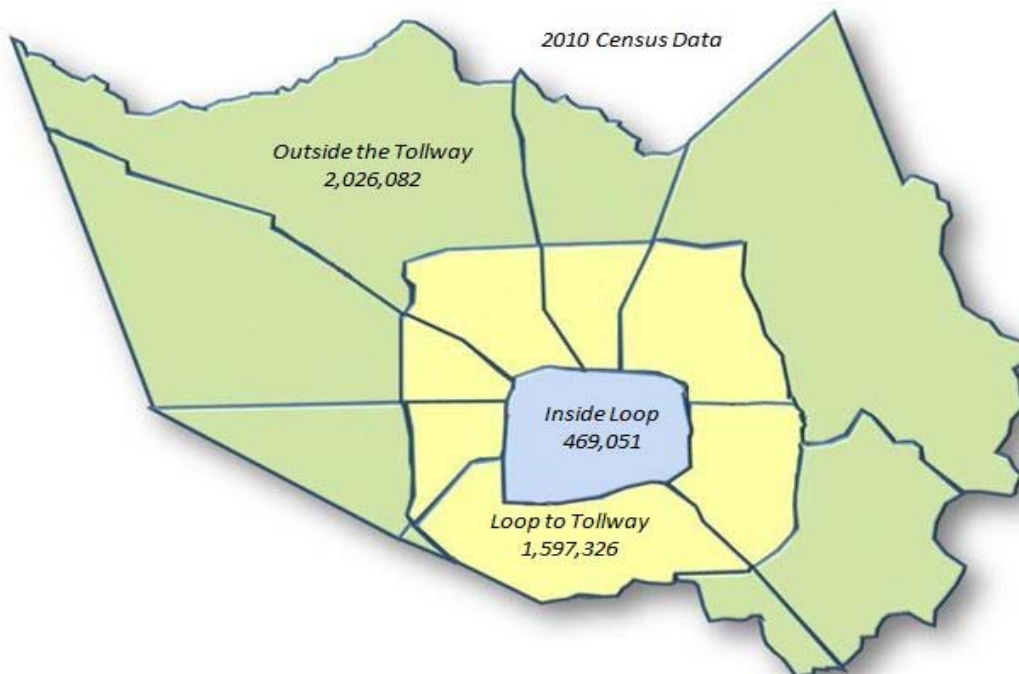 2010 Census Data
Outside the Tollway
2,026,082
Inside Loop
469,051
Loop to Tollway
1,597,326